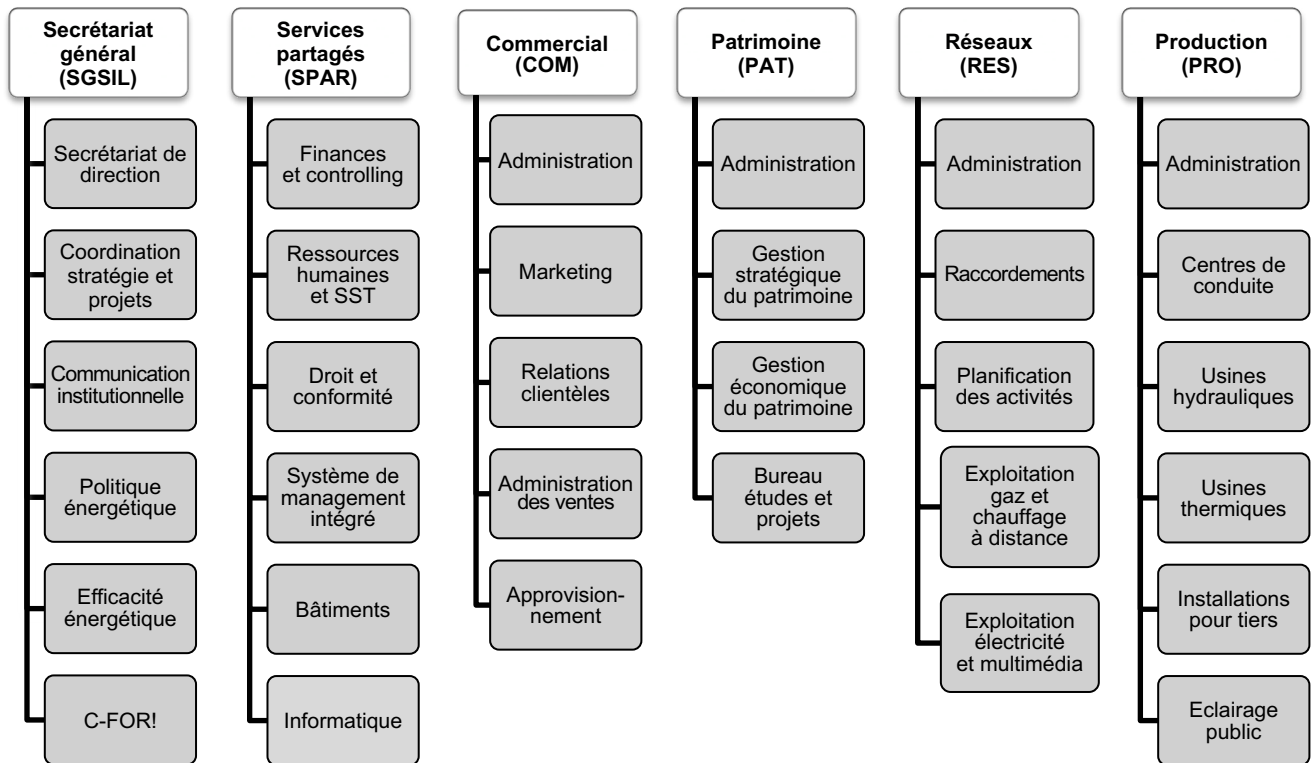 Secrétariat
général
(SGSIL)
Secrétariat de
direction
Coordination
stratégie et
projets
Communication
institutionnelle
Politique
énergétique
Efficacité
énergétique
C-FOR!
Services
partagés
(SPAR)
Finances
et controlling
Ressources
humaines
et SST
Droit et
conformité
Système de
management
intégré
Bâtiments
Informatique
Commercial
(COM)
Administration
Marketing
Relations
clientèles
Administration
des ventes
Approvision-
nement
Patrimoine
(PAT)
Administration
Gestion
stratégique
du patrimoine
Gestion
économique
du patrimoine
Bureau
études et
projets
Réseaux
(RES)
Administration
Raccordements
Planification
des activités
Exploitation
gaz et
chauffage
à distance
Exploitation
électricité
et multimédia
Production
(PRO)
Administration
Centres de
conduite
Usines
hydrauliques
Usines
thermiques
Installations
pour tiers
Eclairage
public